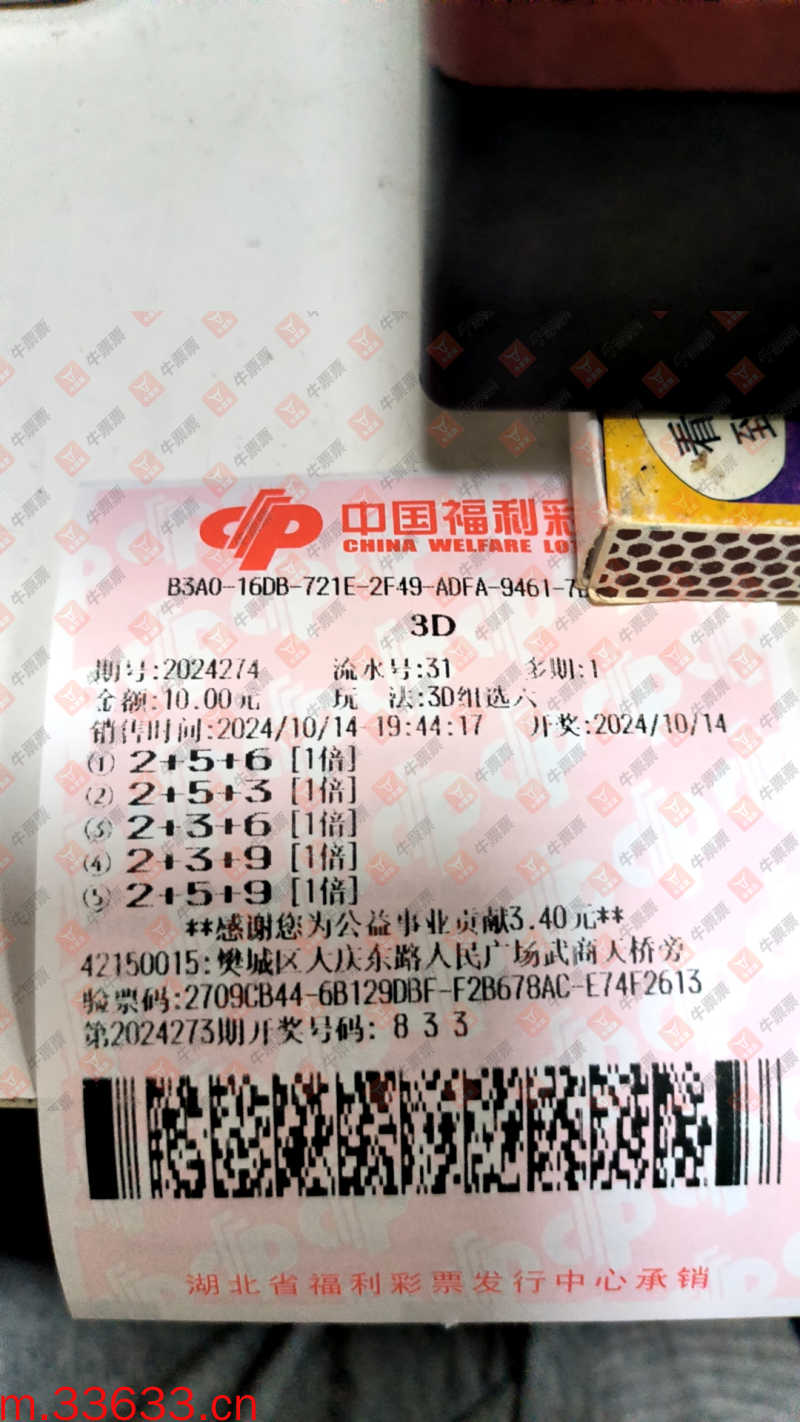 看到
中国福利彩
CHINA WELFARE LOT
B3A0-16DB-721E-2F49-ADFA-9461-7
3D
期号:2024274 流水号:31 多期:1
金额:10.00元 玩 法:3D组选六
销售时间:2024/10/14-19:44:17 开奖:2024/10/14
(1) 2+5+6 [1倍]
(2) 2+5+3 [1倍]
(3) 2+3+6 [1倍]
(4) 2+3+9 [1倍]
(5) 2+5+9 [1倍]
**感谢您为公益事业贡献3.40元**
42150015:樊城区人庆东路人民广场武商天桥旁
验票码:2709CB44-6B129DBF-F2B678AC-E74F2613
第2024273期开奖号码: 8 3 3
湖北省福利彩票发行中心承销
m.33633.cn
牛票票